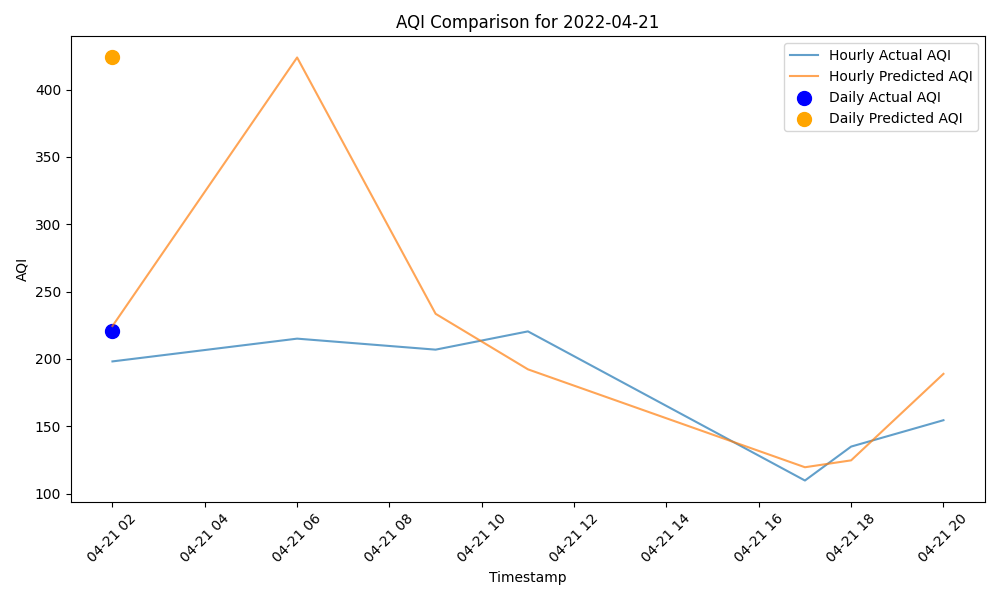 AQI Comparison for 2022-04-21
Hourly Actual AQI
Hourly Predicted AQI
Daily Actual AQI
Daily Predicted AQI
AQI
400
350
300
250
200
150
100
04-21 02
04-21 04
04-21 06
04-21 08
04-21 10
04-21 12
04-21 14
04-21 16
04-21 18
04-21 20
Timestamp